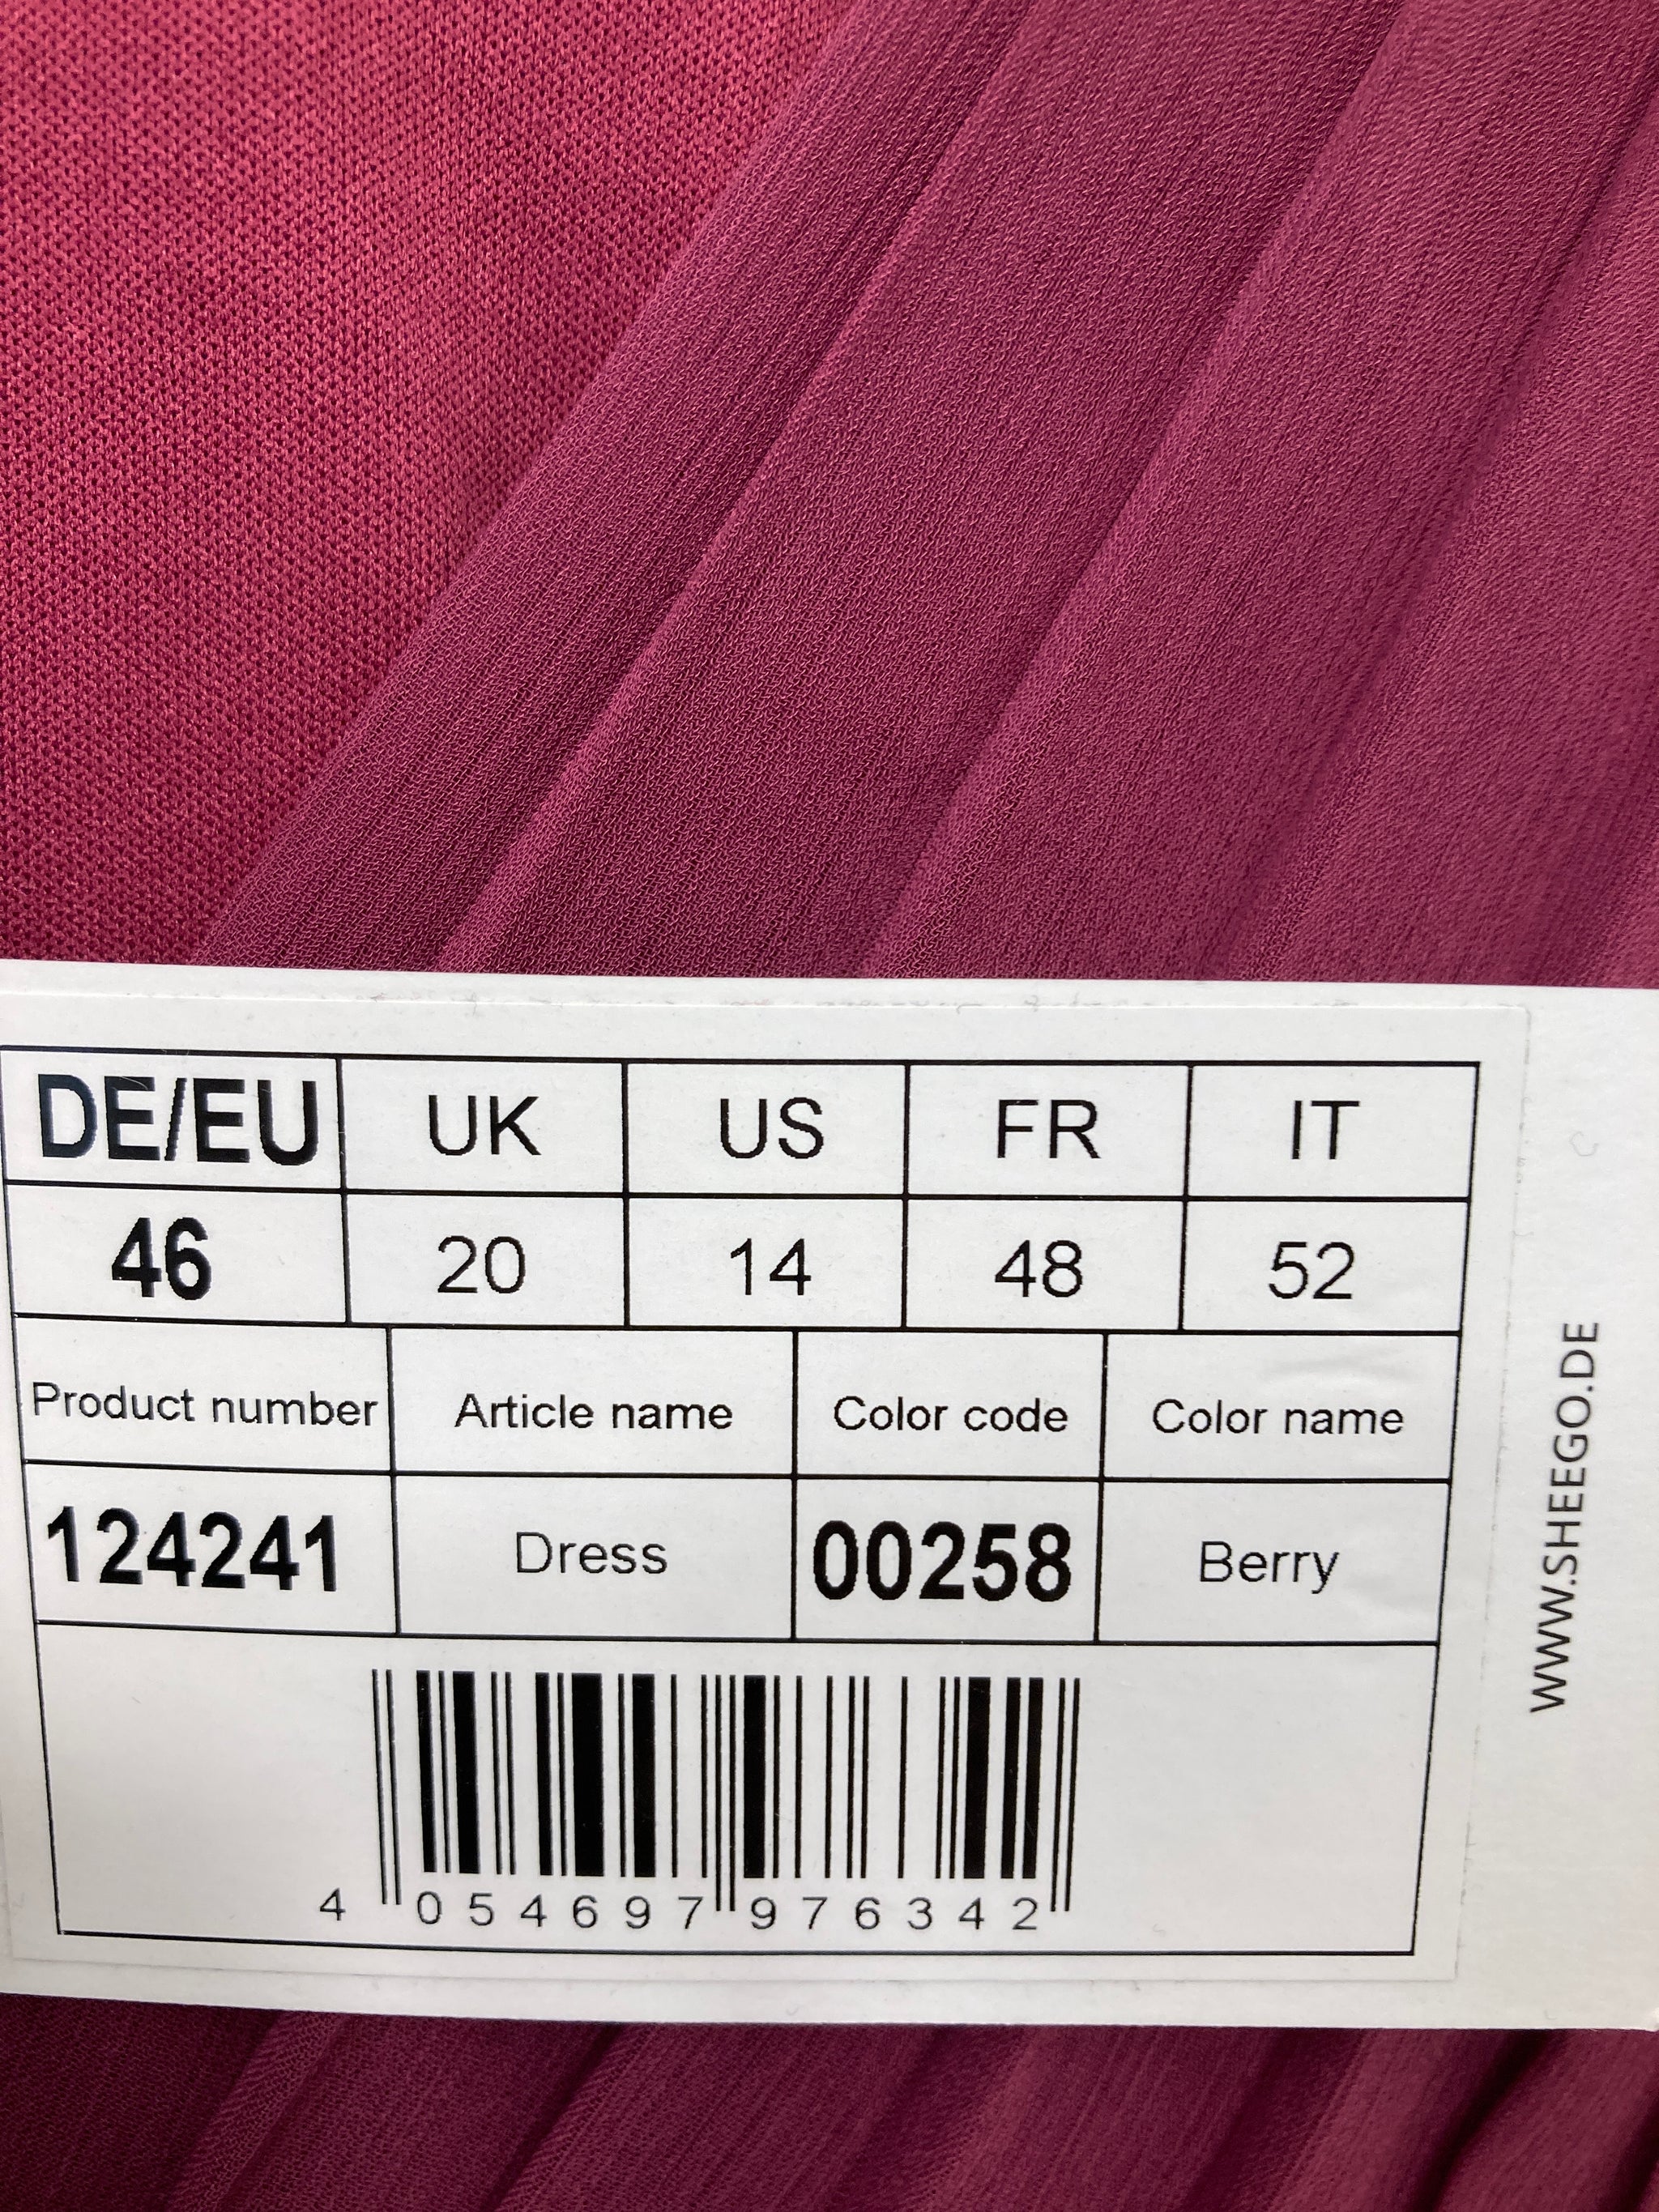 DE/EU UK US FR IT
46 20 14 48 52
Product number Article name Color code Color name
124241 Dress 00258 Berry
4 054697 976342
WWW.SHEEGO.DE